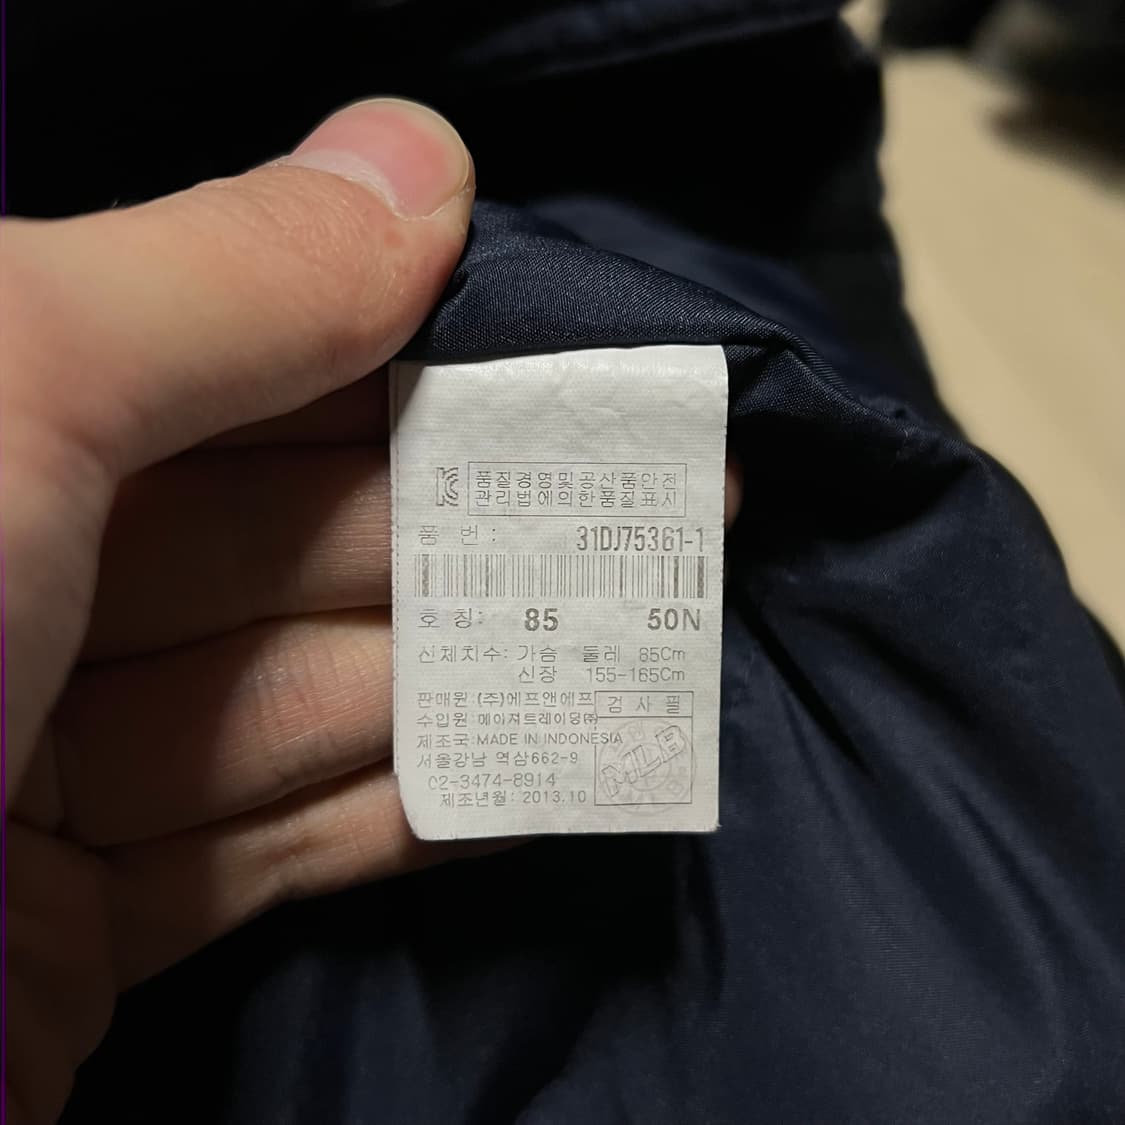 품질경영및공산품안전
관리법에의한품질표시
품 번 : 31DJ75361-1
호 칭: 85 50N
신체치수: 가슴 둘레 85Cm
신장 155-165Cm
판매원 :(주)에프앤에프
검 사 필
수입원 : 메이져트레이딩㈜
제조국:MADE IN INDONESIA
서울강남 역삼662-9
02-3474-8914
제조년월: 2013.10
MLB